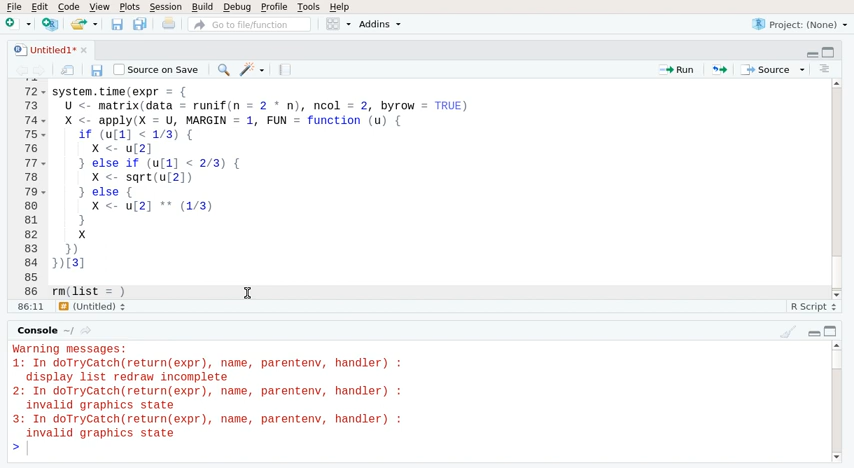 File Edit Code View Plots Session Build Debug Profile Tools Help
Go to file/function Addins Project: (None)
Untitled1*
Source on Save Run Source
72 system.time(expr = {
73 U <- matrix(data = runif(n = 2 * n), ncol = 2, byrow = TRUE)
74 X <- apply(X = U, MARGIN = 1, FUN = function (u) {
75 if (u[1] < 1/3) {
76 X <- u[2]
77 } else if (u[1] < 2/3) {
78 X <- sqrt(u[2])
79 } else {
80 X <- u[2] ** (1/3)
81 }
82 X
83 })
84 })[3]
85
86 rm(list = )
86:11 (Untitled) R Script
Console ~/
Warning messages:
1: In doTryCatch(return(expr), name, parentenv, handler) :
display list redraw incomplete
2: In doTryCatch(return(expr), name, parentenv, handler) :
invalid graphics state
3: In doTryCatch(return(expr), name, parentenv, handler) :
invalid graphics state
>